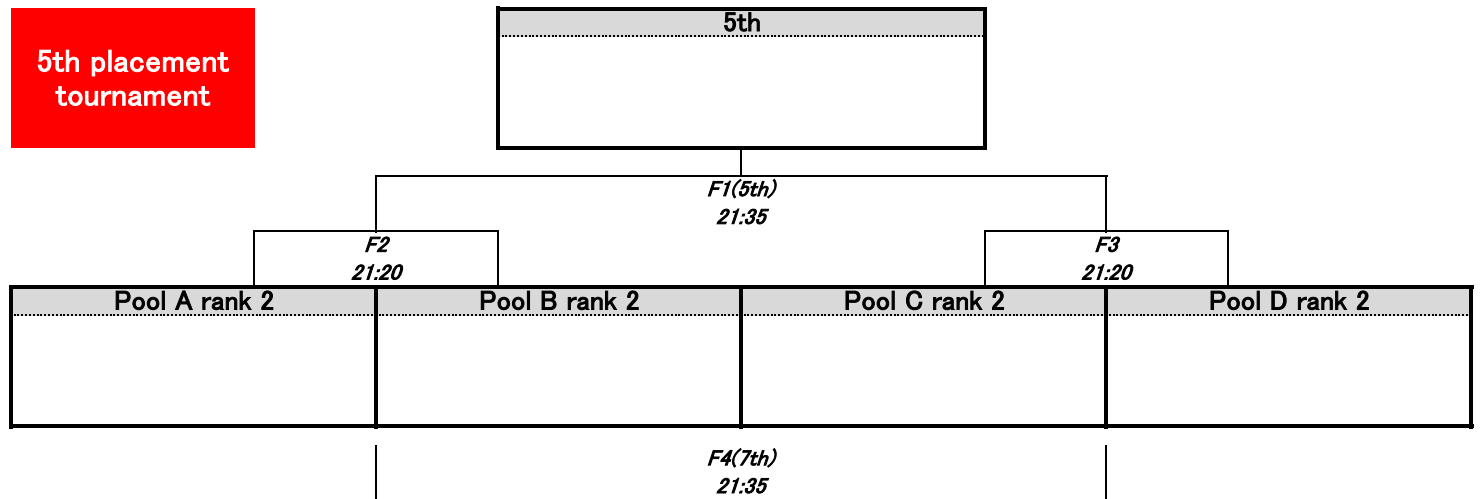 5th placement
tournament
5th
F1(5th)
21:35
F2
21:20
F3
21:20
Pool A rank 2
Pool B rank 2
Pool C rank 2
Pool D rank 2
F4(7th)
21:35